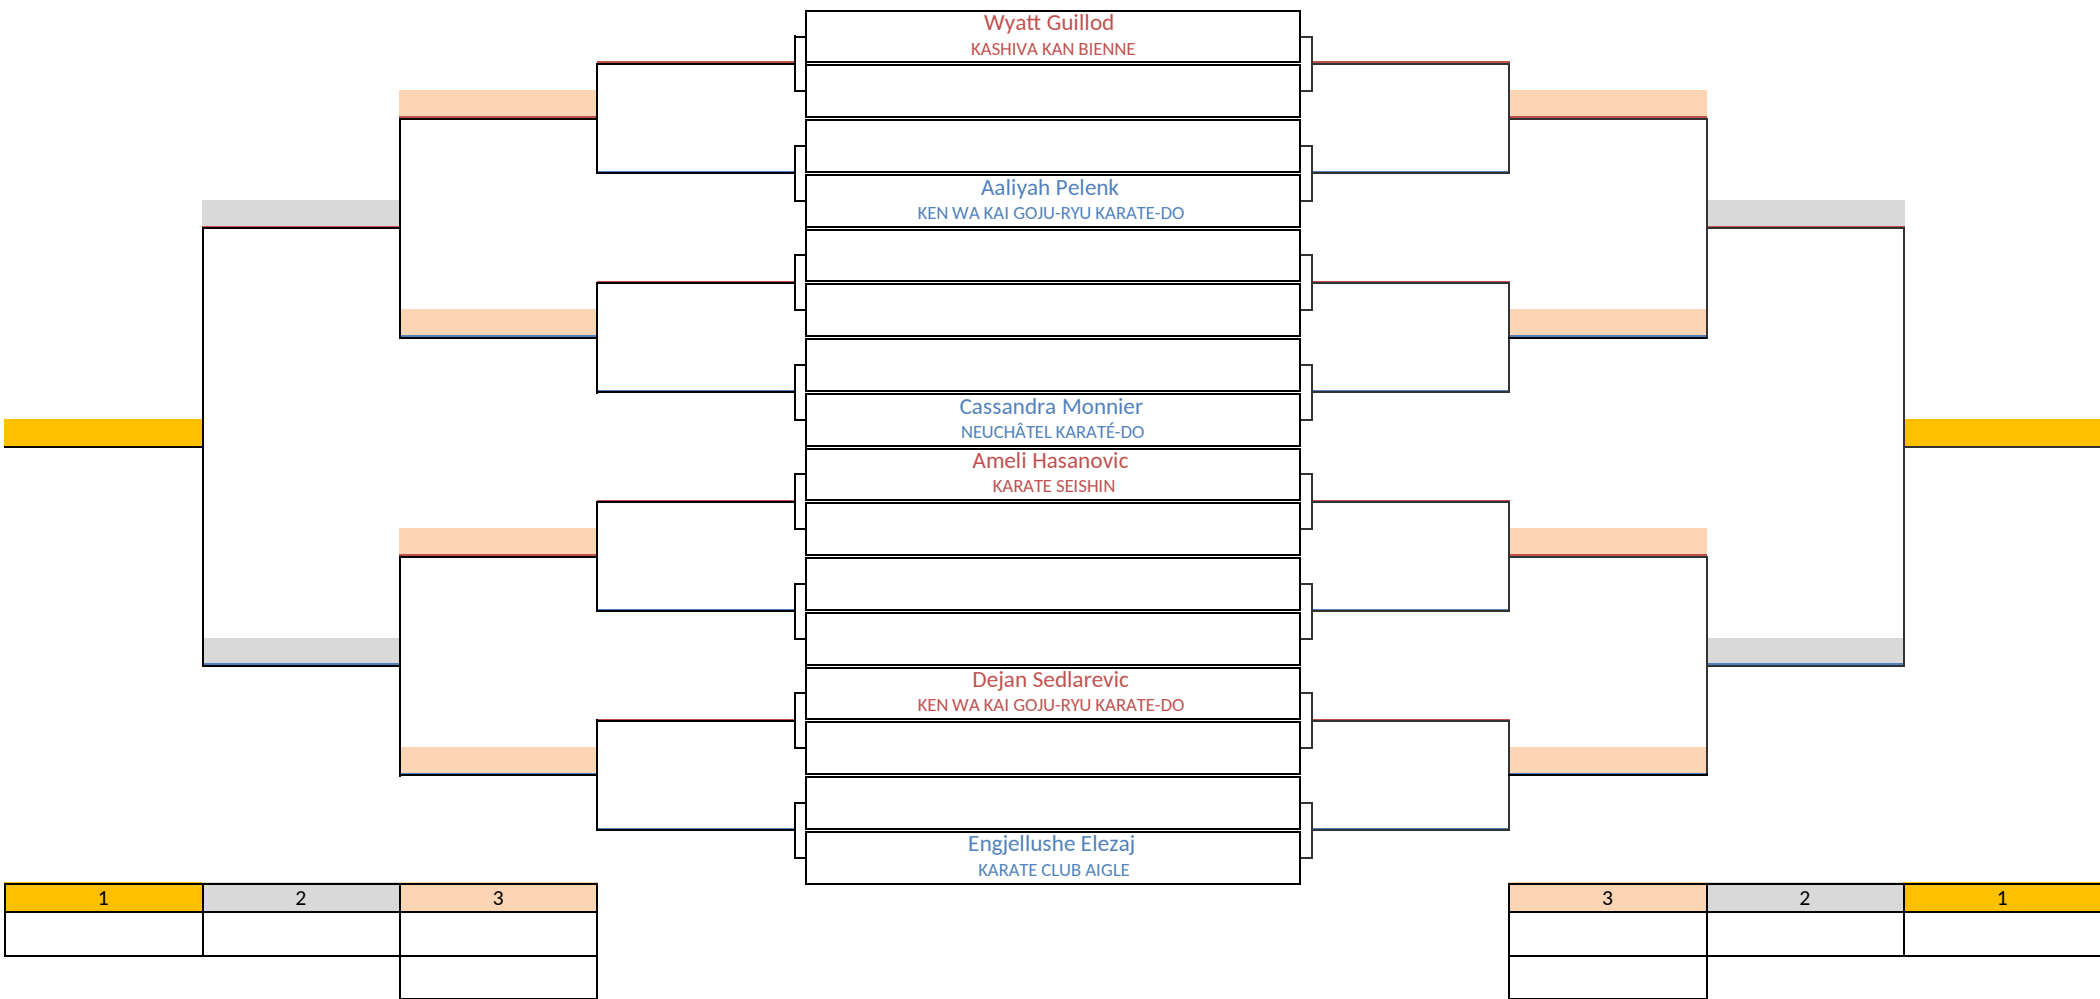 Wyatt Guillod
KASHIVA KAN BIENNE
Aaliyah Pelenk
KEN WA KAI GOJU-RYU KARATE-DO
Cassandra Monnier
NEUCHÂTEL KARATÉ-DO
Ameli Hasanovic
KARATE SEISHIN
Dejan Sedlarevic
KEN WA KAI GOJU-RYU KARATE-DO
Engjellushe Elezaj
KARATE CLUB AIGLE
1 2 3 3 2 1